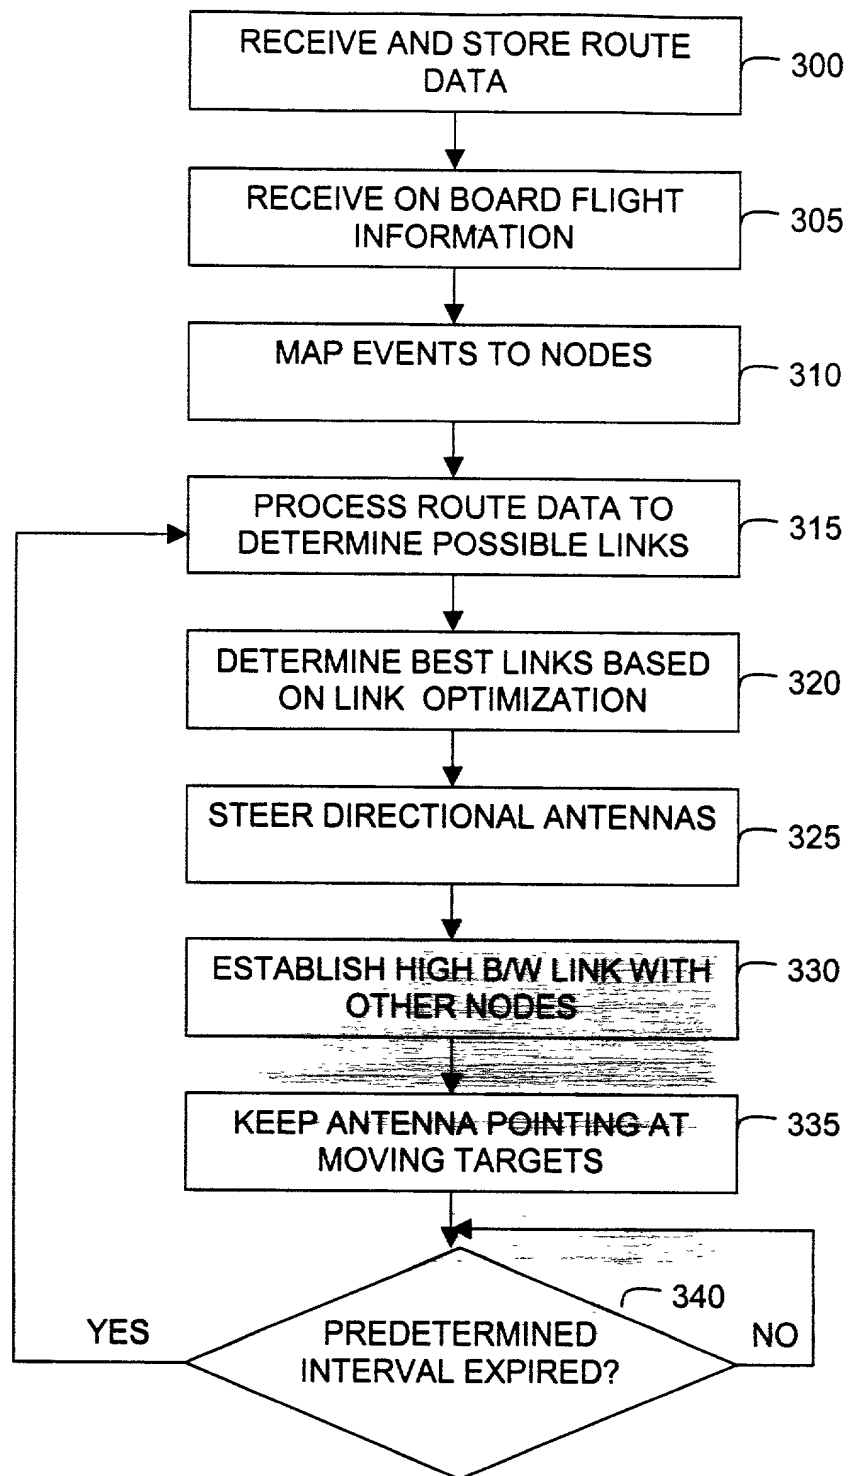 RECEIVE AND STORE ROUTE
DATA
300
RECEIVE ON BOARD FLIGHT
INFORMATION
305
MAP EVENTS TO NODES
310
PROCESS ROUTE DATA TO
DETERMINE POSSIBLE LINKS
315
DETERMINE BEST LINKS BASED
ON LINK OPTIMIZATION
320
STEER DIRECTIONAL ANTENNAS
325
ESTABLISH HIGH B/W LINK WITH
OTHER NODES
330
KEEP ANTENNA POINTING AT
MOVING TARGETS
335
340
YES
PREDETERMINED
INTERVAL EXPIRED?
NO